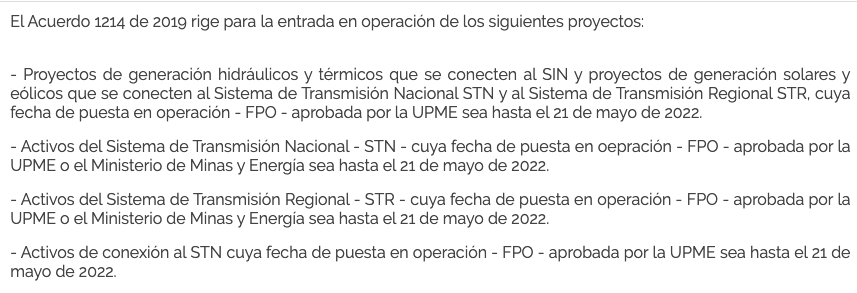 El Acuerdo 1214 de 2019 rige para la entrada en operación de los siguientes proyectos:
- Proyectos de generación hidráulicos y térmicos que se conecten al SIN y proyectos de generación solares y
eólicos que se conecten al Sistema de Transmisión Nacional STN y al Sistema de Transmisión Regional STR, cuya
fecha de puesta en operación - FPO - aprobada por la UPME sea hasta el 21 de mayo de 2022.
- Activos del Sistema de Transmisión Nacional - STN - cuya fecha de puesta en oepración - FPO - aprobada por la
UPME o el Ministerio de Minas y Energía sea hasta el 21 de mayo de 2022.
- Activos del Sistema de Transmisión Regional - STR - cuya fecha de puesta en operación - FPO - aprobada por la
UPME o el Ministerio de Minas y Energía sea hasta el 21 de mayo de 2022.
- Activos de conexión al STN cuya fecha de puesta en operación - FPO - aprobada por la UPME sea hasta el 21 de
mayo de 2022.